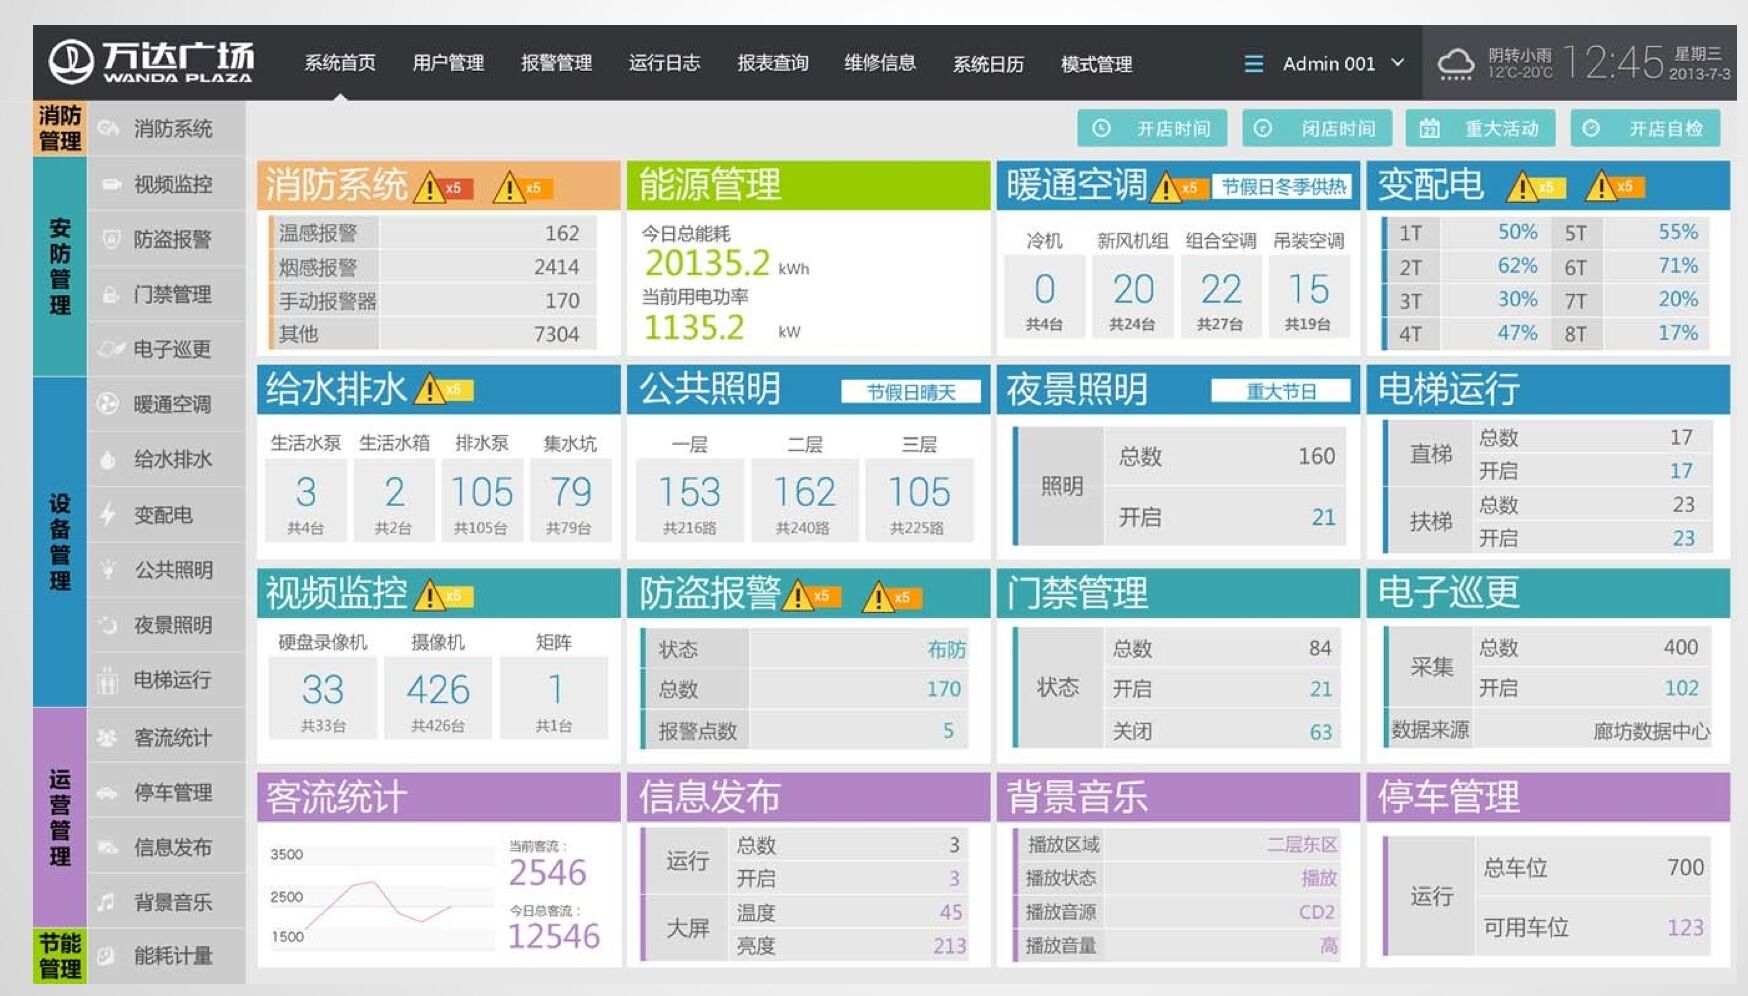 万达广场
WANDA PLAZA
系统首页 用户管理 报警管理 运行日志 报表查询 维修信息 系统日历 模式管理
Admin 001
阴转小雨
12℃-20℃
12:45
星期三
2013-7-3
消防管理
安防管理
设备管理
运营管理
节能管理
消防系统
视频监控
防盗报警
门禁管理
电子巡更
暖通空调
给水排水
变配电
公共照明
夜景照明
电梯运行
客流统计
停车管理
信息发布
背景音乐
能耗计量
开店时间 闭店时间 23 重大活动 开店自检
消防系统 x5 x5
温感报警 162
烟感报警 2414
手动报警器 170
其他 7304
能源管理
今日总能耗
20135.2 kWh
当前用电功率
1135.2 kW
暖通空调 x5 节假日冬季供热
冷机 新风机组 组合空调 吊装空调
0 20 22 15
共4台 共24台 共27台 共19台
变配电 x5 x5
1T 50% 5T 55%
2T 62% 6T 71%
3T 30% 7T 20%
4T 47% 8T 17%
给水排水 x5
生活水泵 生活水箱 排水泵 集水坑
3 2 105 79
共4台 共2台 共105台 共79台
公共照明 节假日晴天
一层 二层 三层
153 162 105
共216路 共240路 共225路
夜景照明 重大节日
照明
总数 160
开启 21
电梯运行
直梯
总数 17
开启 17
扶梯
总数 23
开启 23
视频监控 x5
硬盘录像机 摄像机 矩阵
33 426 1
共33台 共426台 共1台
防盗报警 x5 x5
状态 布防
总数 170
报警点数 5
门禁管理
状态
总数 84
开启 21
关闭 63
电子巡更
采集
总数 400
开启 102
数据来源 廊坊数据中心
客流统计
3500
2500
1500
当前客流：
2546
今日总客流：
12546
信息发布
运行
总数 3
开启 3
大屏
温度 45
亮度 213
背景音乐
播放区域 二层东区
播放状态 播放
播放音源 CD2
播放音量 高
停车管理
运行
总车位 700
可用车位 123